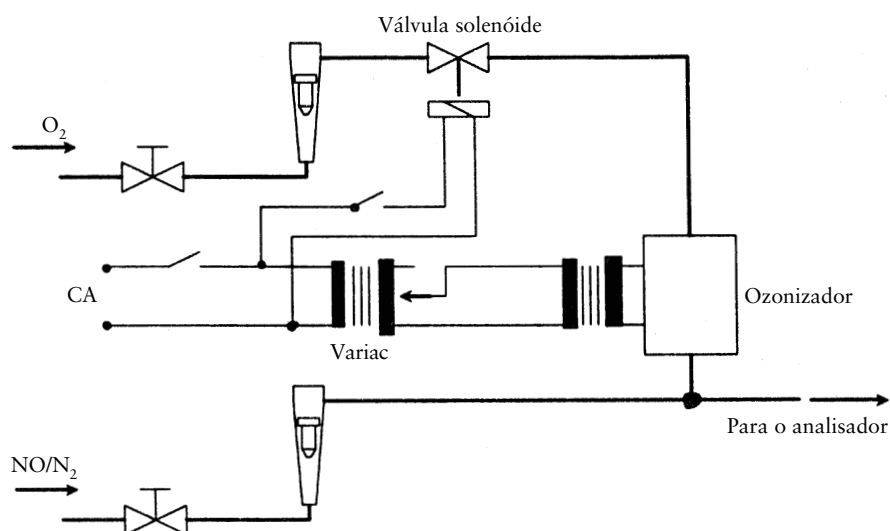 Válvula solenóide
O₂
CA
Ozonizador
Variac
Para o analisador
NO/N₂